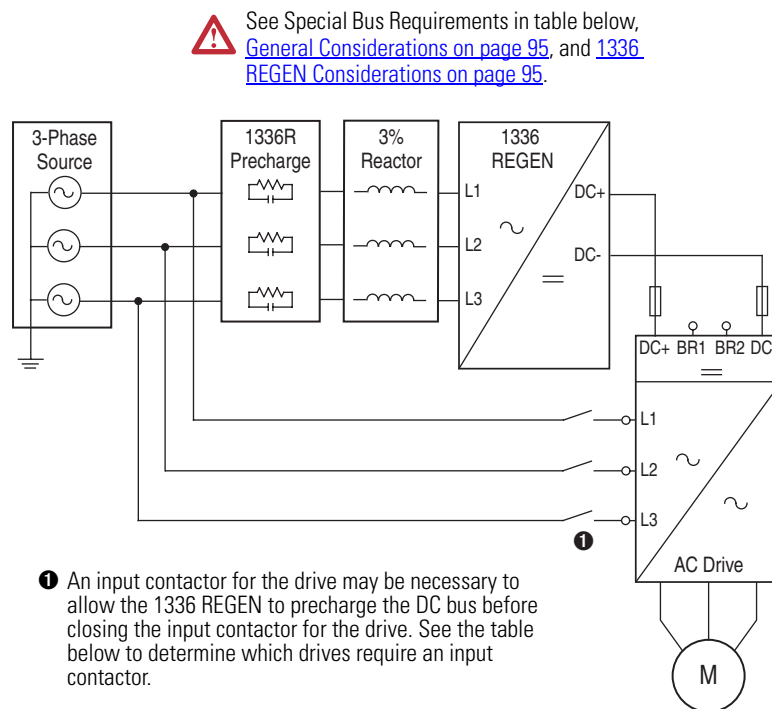 See Special Bus Requirements in table below,
General Considerations on page 95, and 1336
REGEN Considerations on page 95.
3-Phase
Source
1336R
Precharge
3%
Reactor
1336
REGEN
L1
L2
L3
DC+
DC-
DC+ BR1 BR2 DC
L1
L2
L3
❶
AC Drive
M
❶ An input contactor for the drive may be necessary to
allow the 1336 REGEN to precharge the DC bus before
closing the input contactor for the drive. See the table
below to determine which drives require an input
contactor.